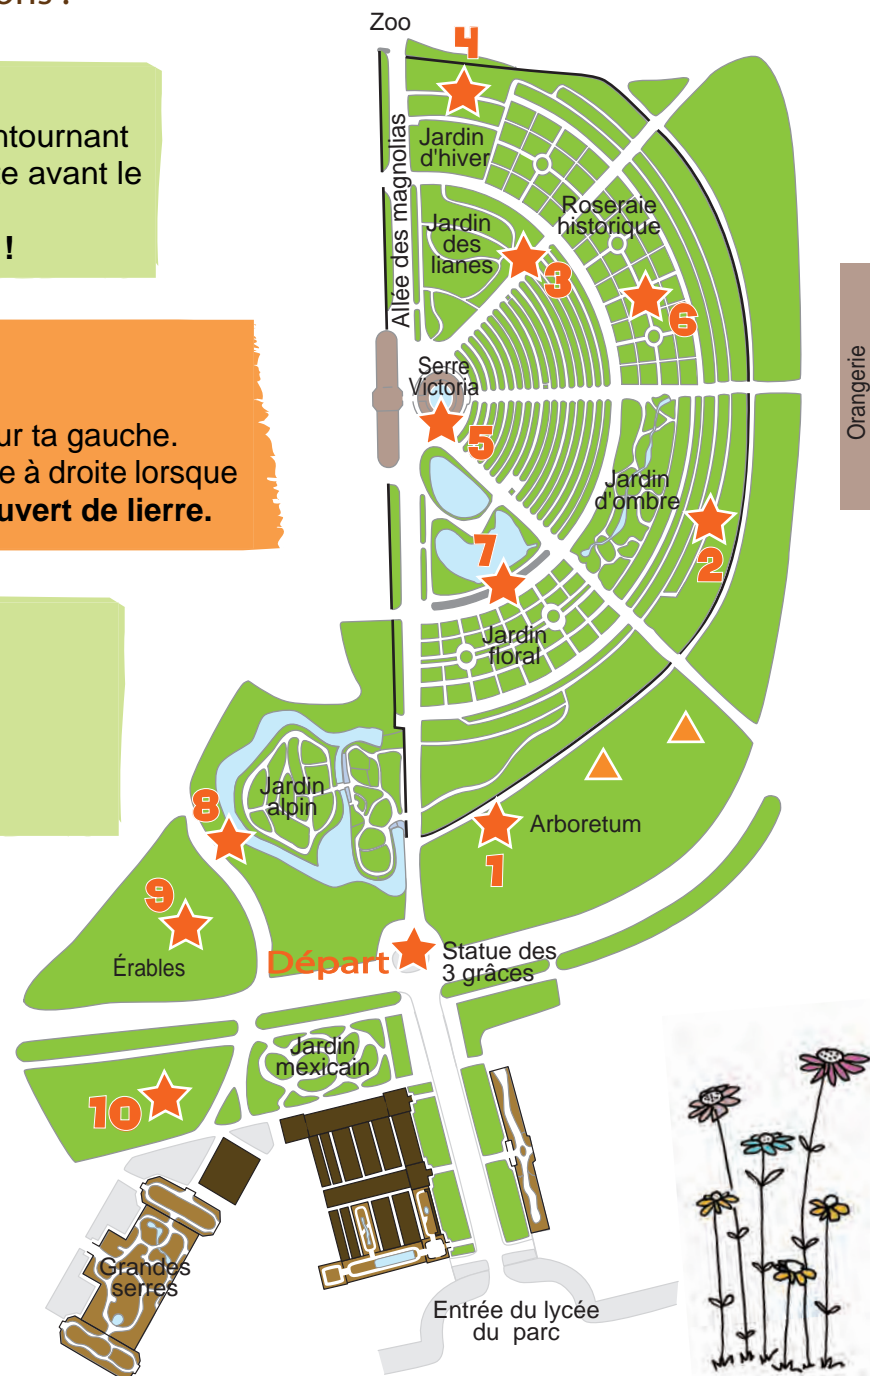 ons !
ntournant
te avant le
!
ur ta gauche.
e à droite lorsque
uvert de lierre.
Zoo
4
Allée des magnolias
Jardin
d'hiver
Roseraie
historique
Jardin
des
lianes
3
6
Serre
Victoria
5
Orangerie
Jardin
d'ombre
7
2
Jardin
floral
Jardin
alpin
8
Arboretum
1
9
Érables
Départ
Statue des
3 grâces
Jardin
mexicain
10
Grandes
serres
Entrée du lycée
du parc